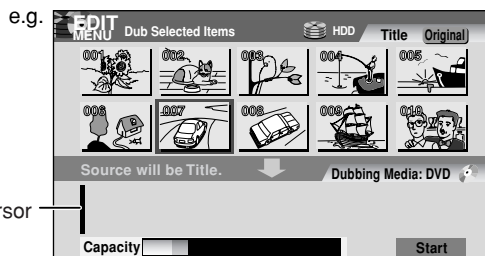 e.g.
EDIT MENU Dub Selected Items HDD Title Original
001 002 003 004 005
006 007 008 009 010
Source will be Title. Dubbing Media: DVD
rsor
Capacity Start